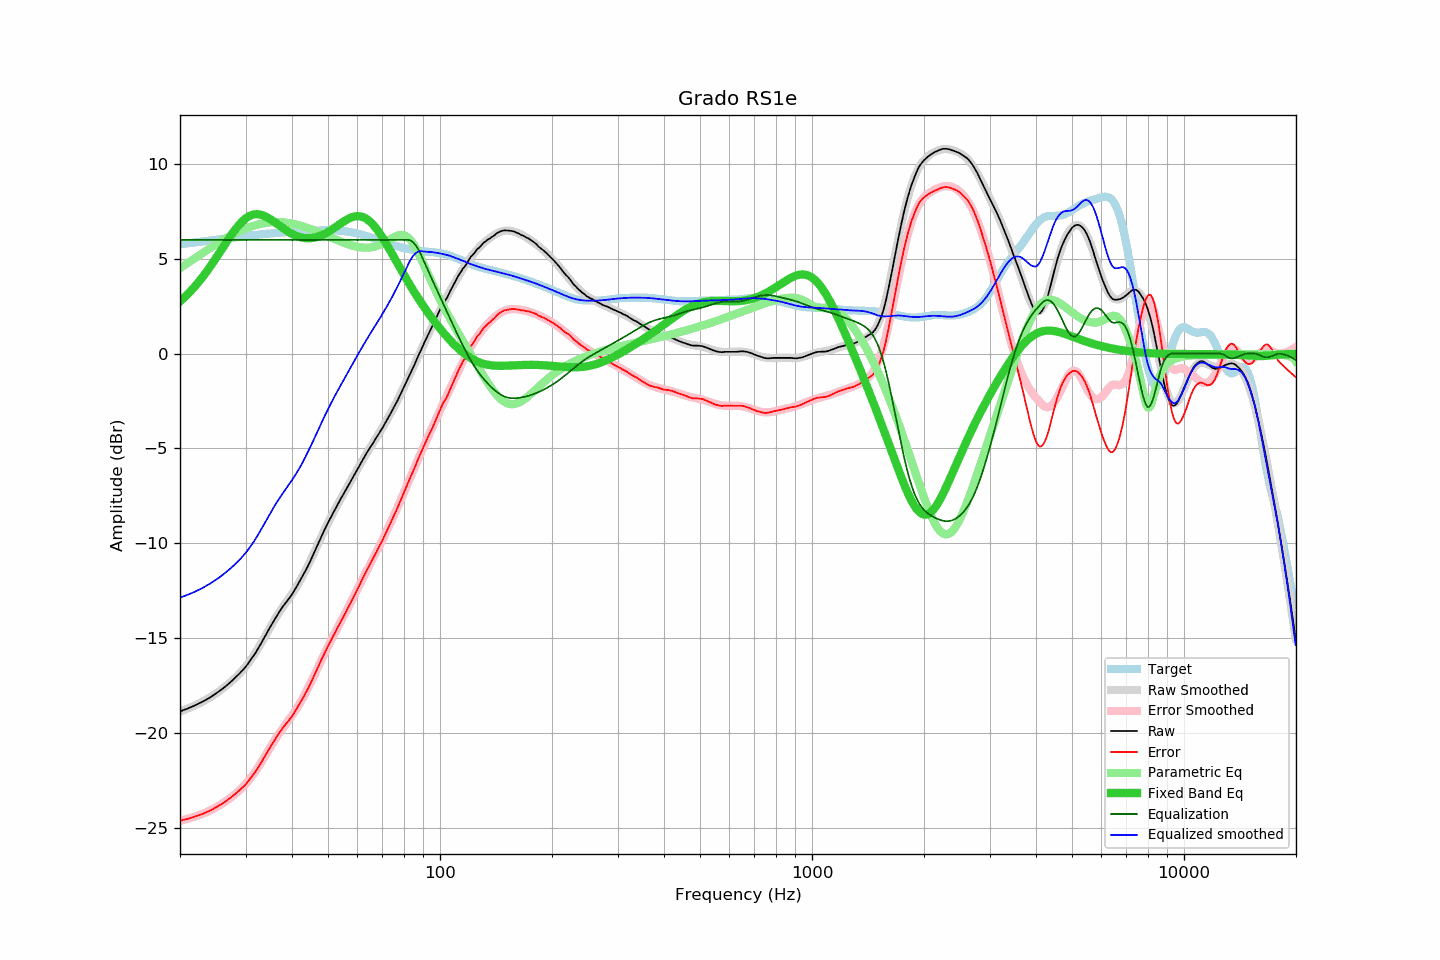 Grado RS1e
10
5
0
−5
−10
−15
−20
−25
Amplitude (dBr)
100
1000
10000
Frequency (Hz)
Target
Raw Smoothed
Error Smoothed
Raw
Error
Parametric Eq
Fixed Band Eq
Equalization
Equalized smoothed